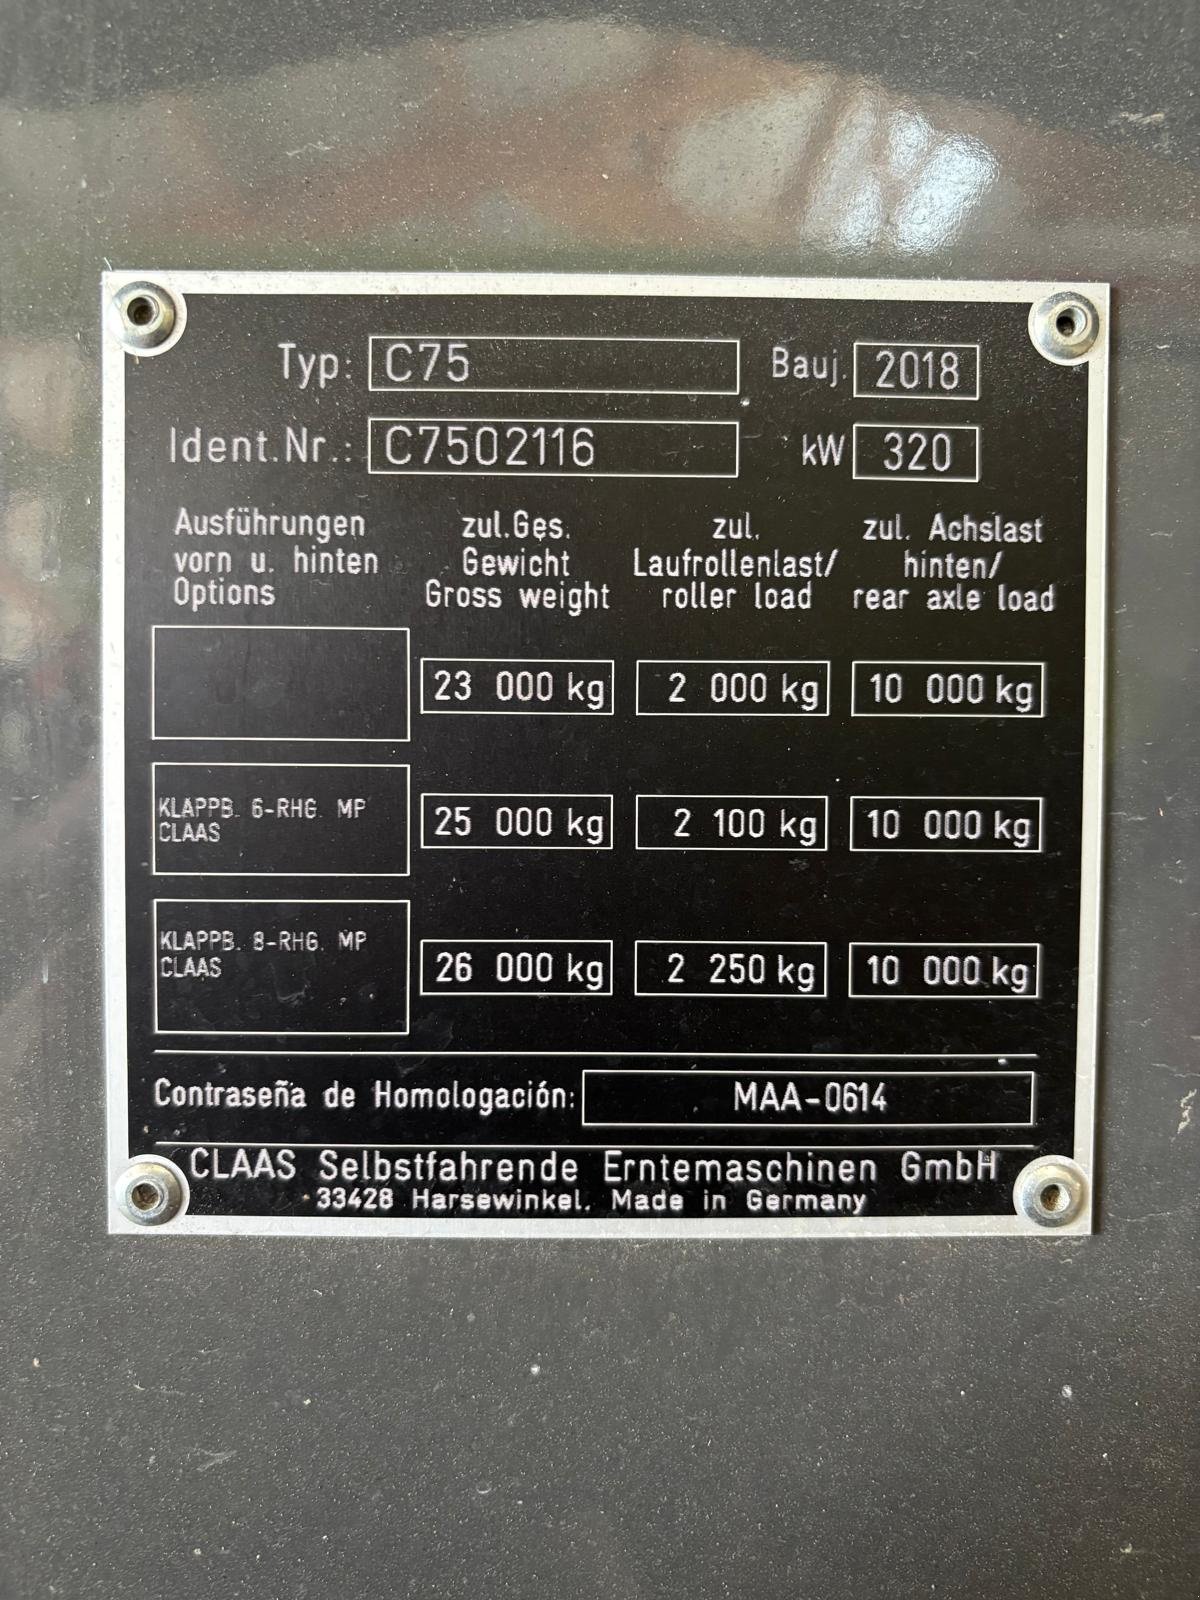 Typ: C75 Bauj. 2018
Ident.Nr.: C7502116 kW 320
Ausführungen zul.Ges. zul. zul. Achslast
vorn u. hinten Gewicht Laufrollenlast/ hinten/
Options Gross weight roller load rear axle load
23 000 kg 2 000 kg 10 000 kg
KLAPPB. 6-RHG. MP
CLAAS
25 000 kg 2 100 kg 10 000 kg
KLAPPB. 8-RHG. MP
CLAAS
26 000 kg 2 250 kg 10 000 kg
Contraseña de Homologación: MAA-0614
CLAAS Selbstfahrende Erntemaschinen GmbH
33428 Harsewinkel. Made in Germany